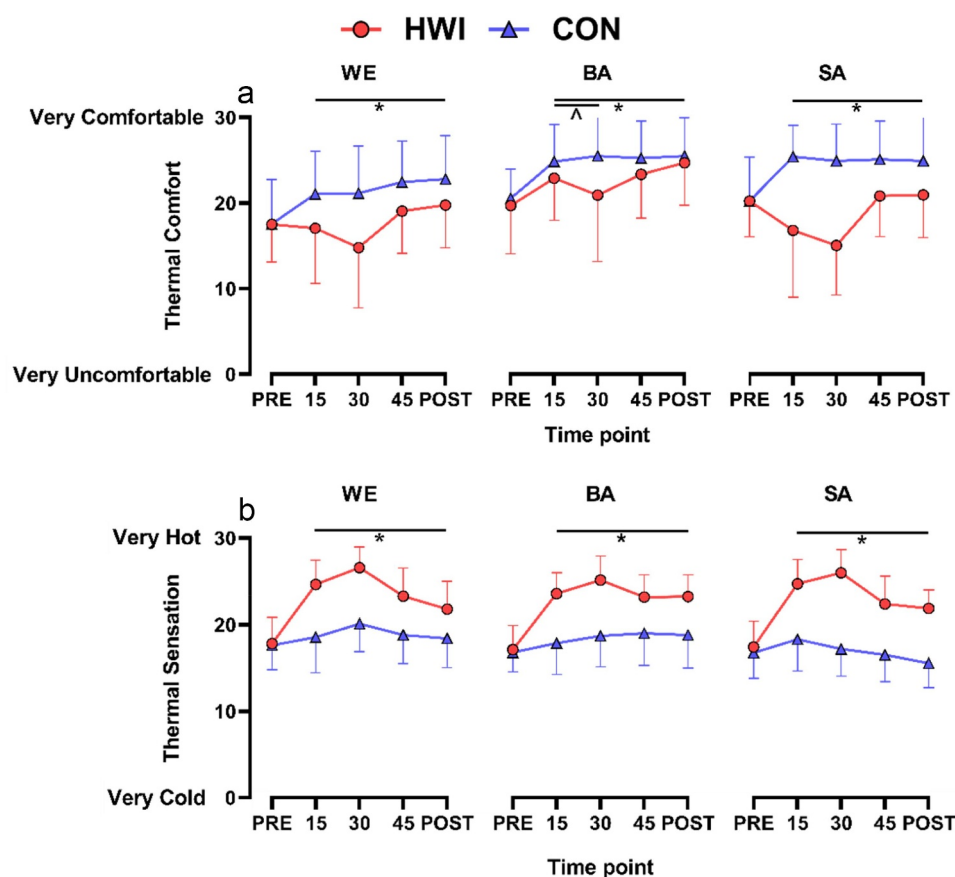 HWI CON
a
WE BA SA
* ^ * *
Very Comfortable
30
20
10
0
Thermal Comfort
Very Uncomfortable
PRE 15 30 45 POST PRE 15 30 45 POST PRE 15 30 45 POST
Time point
b
WE BA SA
* * *
Very Hot
30
20
10
0
Thermal Sensation
Very Cold
PRE 15 30 45 POST PRE 15 30 45 POST PRE 15 30 45 POST
Time point